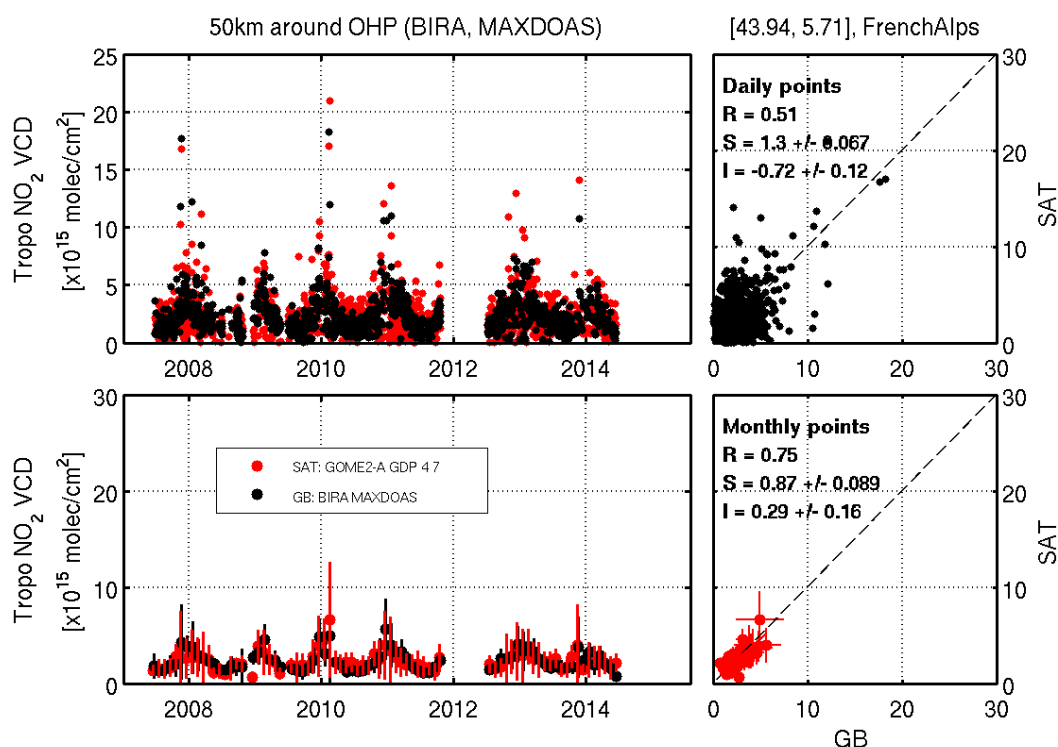 50km around OHP (BIRA, MAXDOAS)
[43.94, 5.71], FrenchAlps
Tropo NO2 VCD
[x10^15 molec/cm^2]
25
20
15
10
5
0
2008
2010
2012
2014
Daily points
R = 0.51
S = 1.3 +/- 0.067
I = -0.72 +/- 0.12
30
20
10
0
SAT
0
10
20
30
Tropo NO2 VCD
[x10^15 molec/cm^2]
30
20
10
0
2008
2010
2012
2014
SAT: GOME2-A GDP 4.7
GB: BIRA MAXDOAS
Monthly points
R = 0.75
S = 0.87 +/- 0.089
I = 0.29 +/- 0.16
30
20
10
0
SAT
0
10
20
30
GB